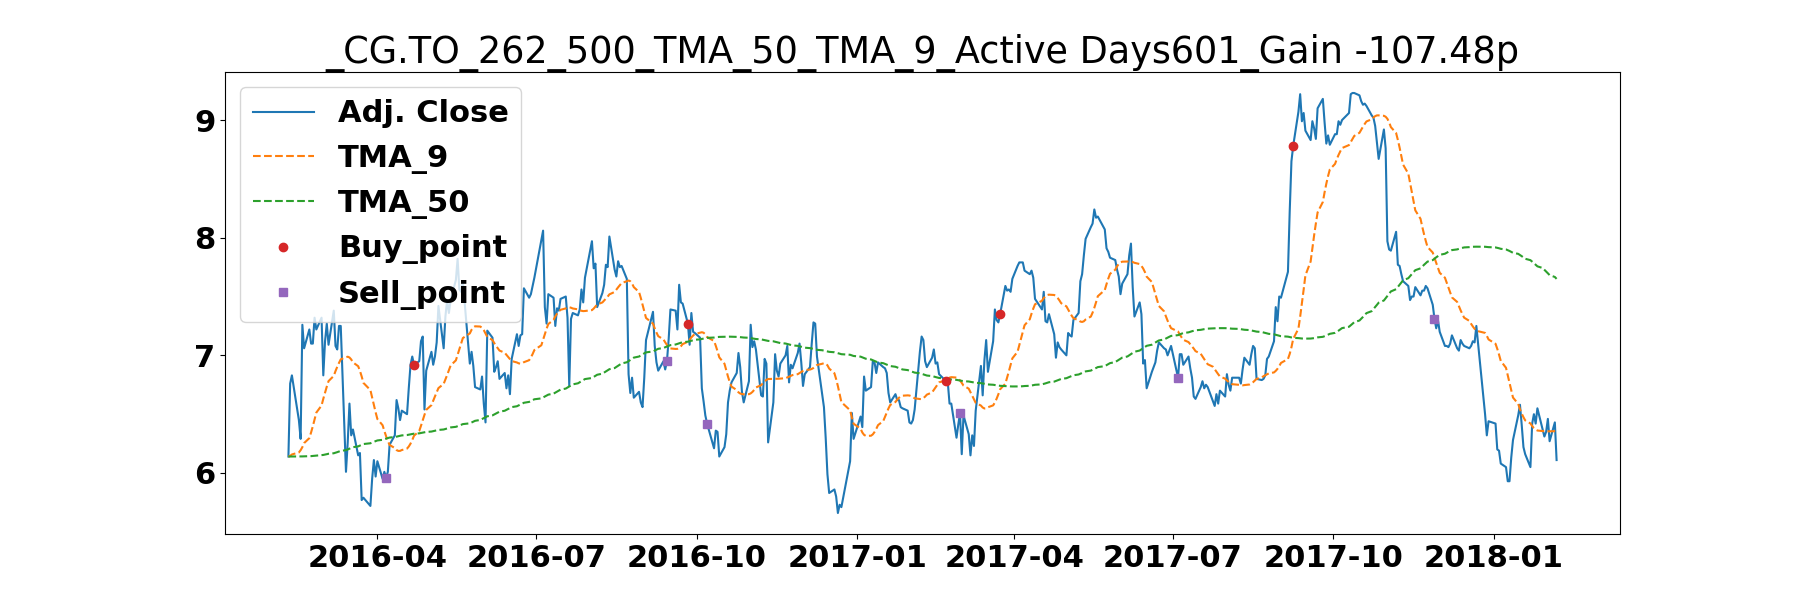 _CG.TO_262_500_TMA_50_TMA_9_Active Days601_Gain -107.48p
Adj. Close
TMA_9
TMA_50
Buy_point
Sell_point
9
8
7
6
2016-04 2016-07 2016-10 2017-01 2017-04 2017-07 2017-10 2018-01